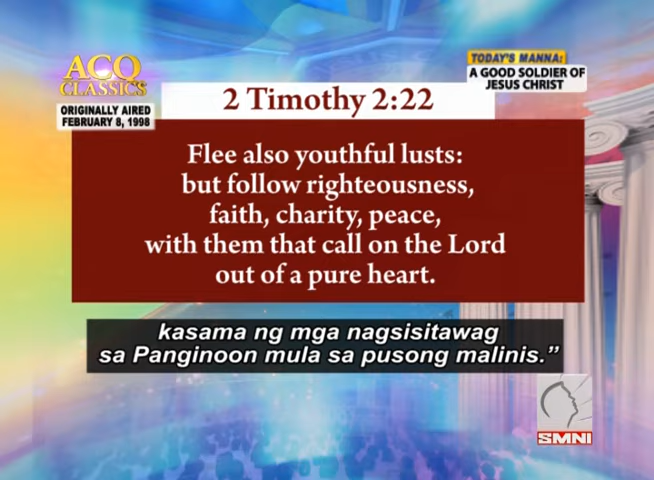 ACQ
CLASSICS
ORIGINALLY AIRED
FEBRUARY 8, 1998
TODAY'S MANNA:
A GOOD SOLDIER OF
JESUS CHRIST
2 Timothy 2:22
Flee also youthful lusts:
but follow righteousness,
faith, charity, peace,
with them that call on the Lord
out of a pure heart.
kasama ng mga nagsisitawag
sa Panginoon mula sa pusong malinis.”
SMNI